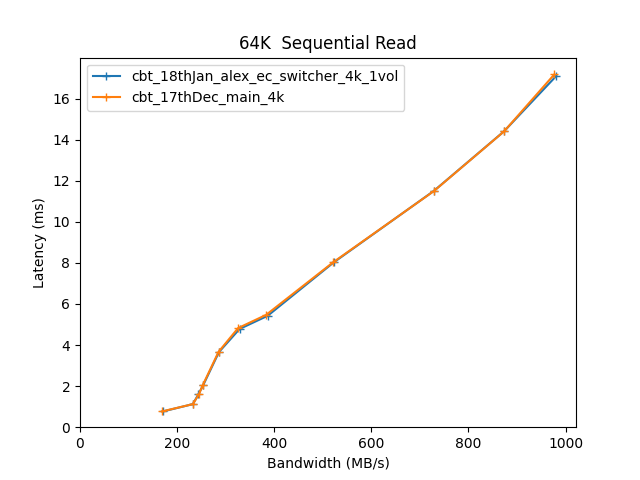 64K  Sequential Read
cbt_18thJan_alex_ec_switcher_4k_1vol
cbt_17thDec_main_4k
Latency (ms)
16
14
12
10
8
6
4
2
0
0 200 400 600 800 1000
Bandwidth (MB/s)